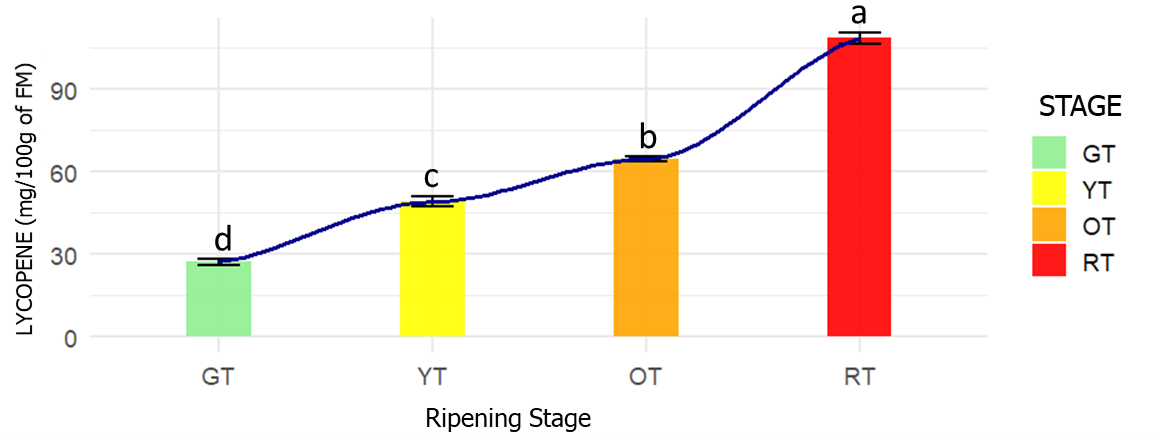 a
b
c
d
LYCOPENE (mg/100g of FM)
90
60
30
0
GT YT OT RT
Ripening Stage
STAGE
GT
YT
OT
RT